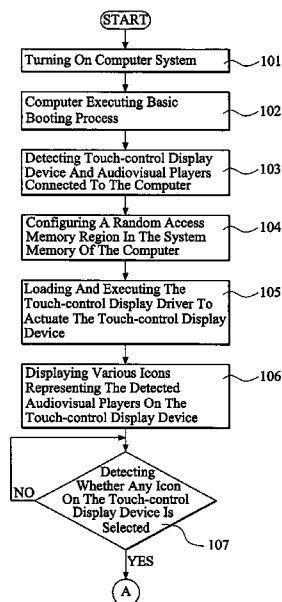 START
Turning On Computer System
101
Computer Executing Basic
Booting Process
102
Detecting Touch-control Display
Device And Audiovisual Players
Connected To The Computer
103
Configuring A Random Access
Memory Region In The System
Memory Of The Computer
104
Loading And Executing The
Touch-control Display Driver To
Actuate The Touch-control Display
Device
105
Displaying Various Icons
Representing The Detected
Audiovisual Players On The
Touch-control Display Device
106
Detecting
Whether Any Icon
On The Touch-control
Display Device Is
Selected
NO
107
YES
A